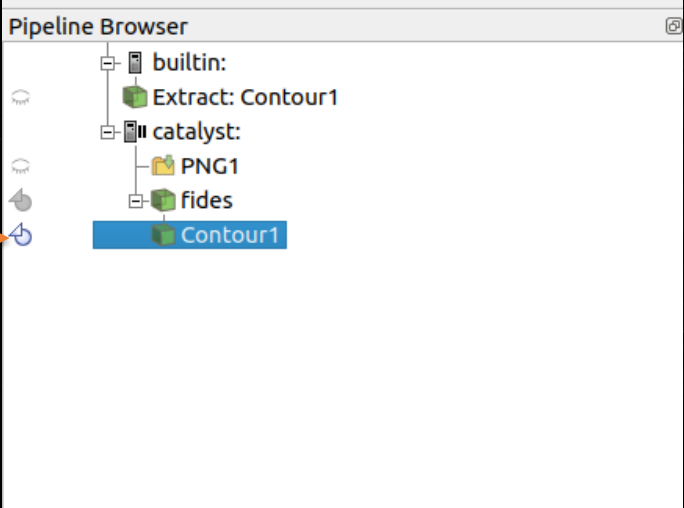 Pipeline Browser
builtin:
Extract: Contour1
catalyst:
PNG1
fides
Contour1